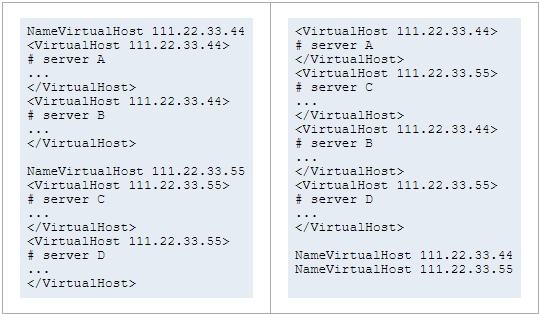 NameVirtualHost 111.22.33.44
<VirtualHost 111.22.33.44>
# server A
...
</VirtualHost>
<VirtualHost 111.22.33.44>
# server B
...
</VirtualHost>
NameVirtualHost 111.22.33.55
<VirtualHost 111.22.33.55>
# server C
...
</VirtualHost>
<VirtualHost 111.22.33.55>
# server D
...
</VirtualHost>
<VirtualHost 111.22.33.44>
# server A
</VirtualHost>
<VirtualHost 111.22.33.55>
# server C
...
</VirtualHost>
<VirtualHost 111.22.33.44>
# server B
...
</VirtualHost>
<VirtualHost 111.22.33.55>
# server D
...
</VirtualHost>
NameVirtualHost 111.22.33.44
NameVirtualHost 111.22.33.55